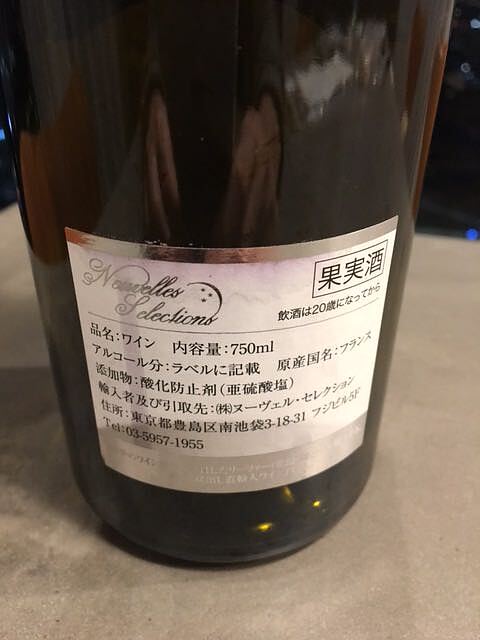 Nouvelles
Selections
果実酒
飲酒は20歳になってから
品名:ワイン 内容量:750ml
アルコール分:ラベルに記載 原産国名:フランス
添加物:酸化防止剤(亜硫酸塩)
輸入者及び引取先:(株)ヌーヴェル・セレクション
住所:東京都豊島区南池袋3-18-31 フジビル5F
Tel:03-5957-1955